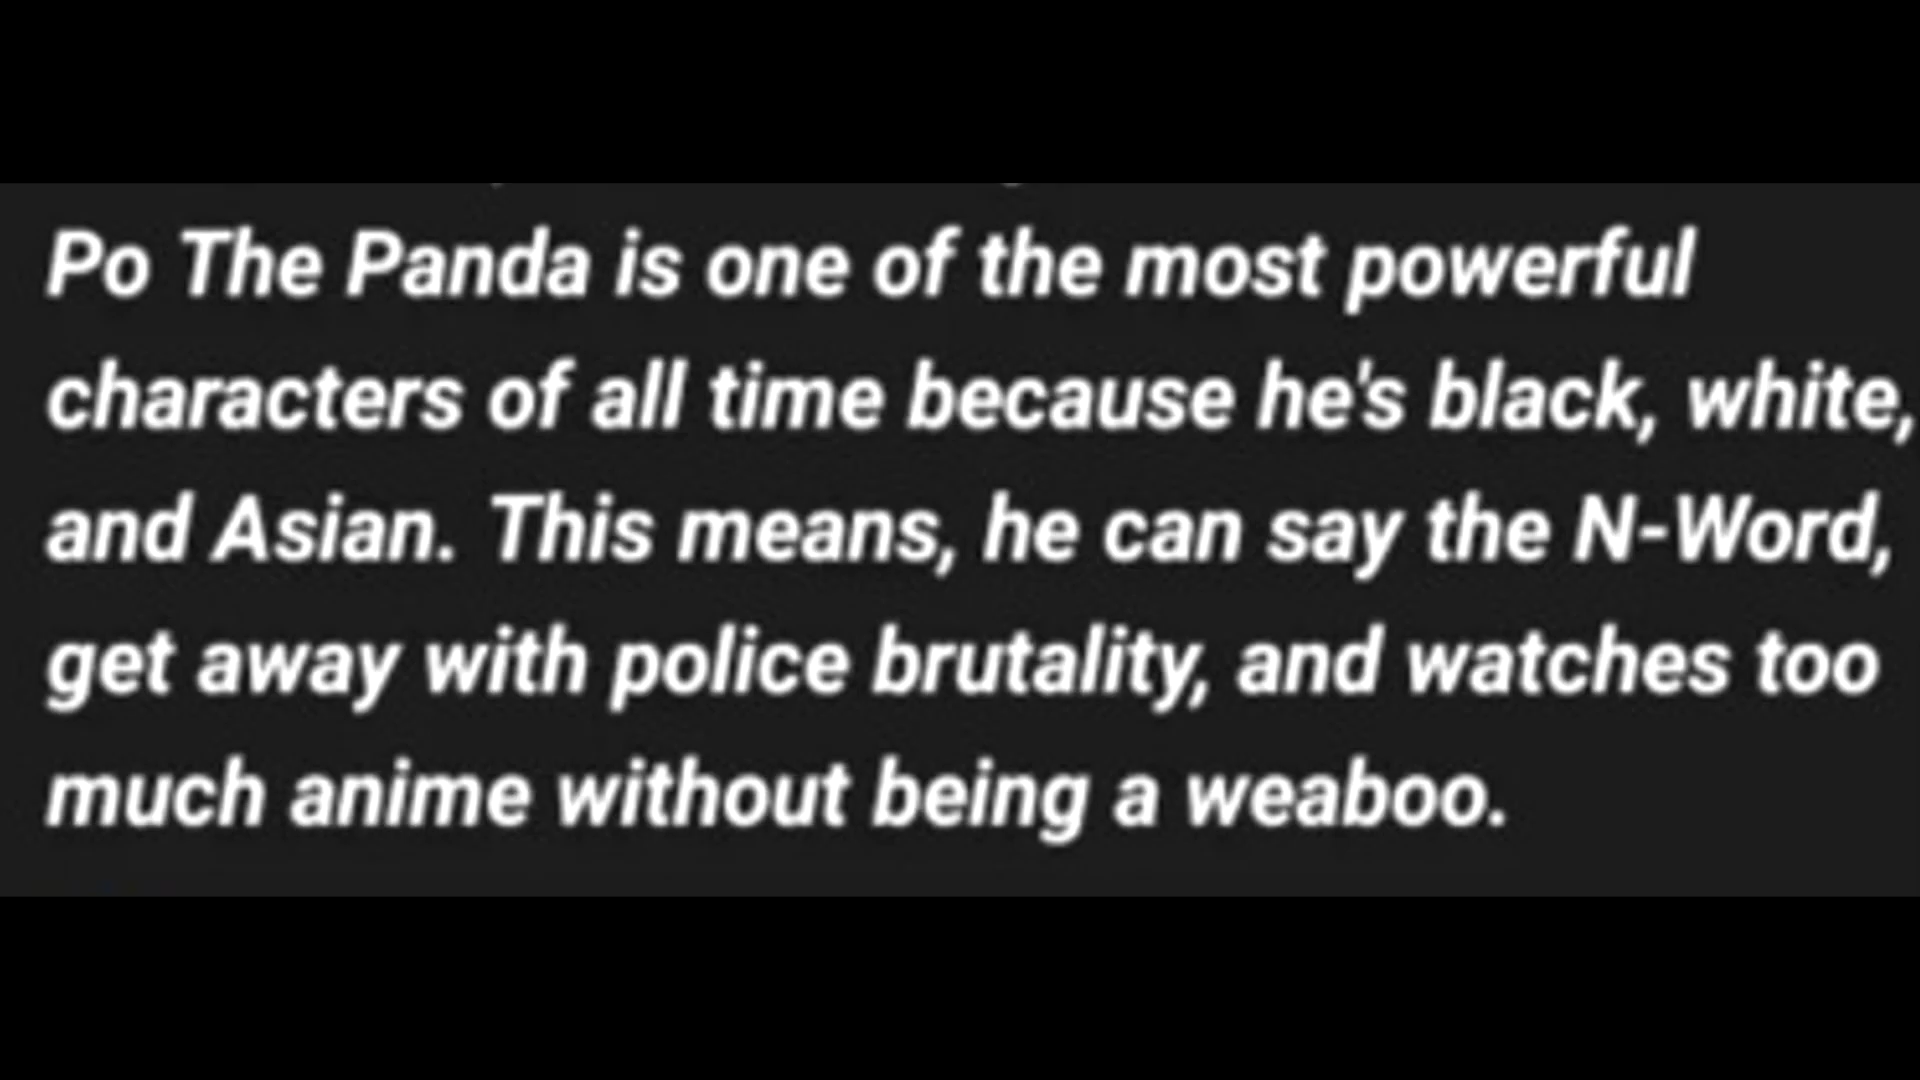 Po The Panda is one of the most powerful
characters of all time because he's black, white,
and Asian. This means, he can say the N-Word,
get away with police brutality, and watches too
much anime without being a weaboo.